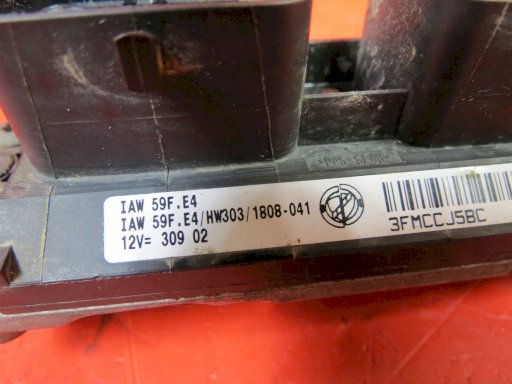 IAW 59F.E4
IAW 59F.E4/HW303/1808-041
12V= 309 02
3FMCCJ5BC